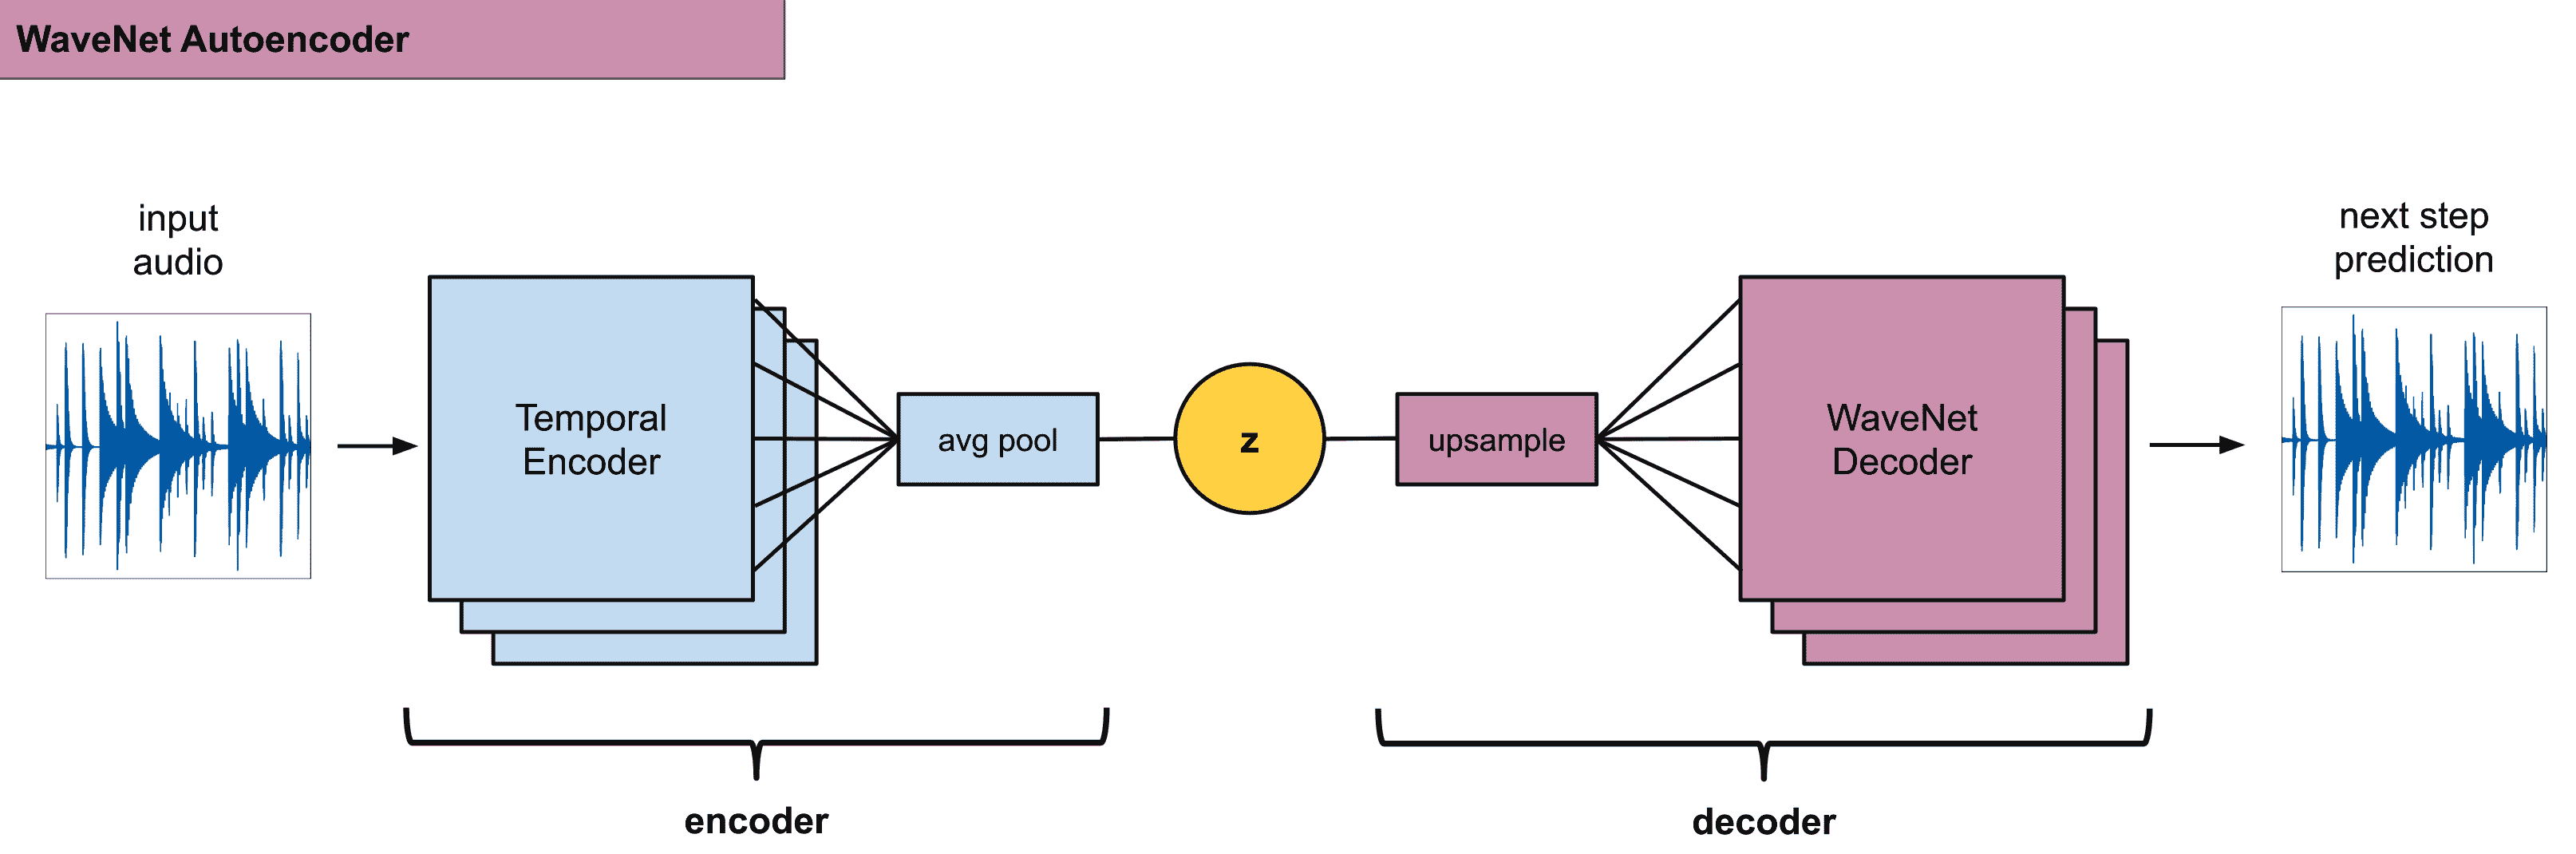 WaveNet Autoencoder
input
audio
Temporal
Encoder
avg pool
z
upsample
WaveNet
Decoder
next step
prediction
encoder
decoder